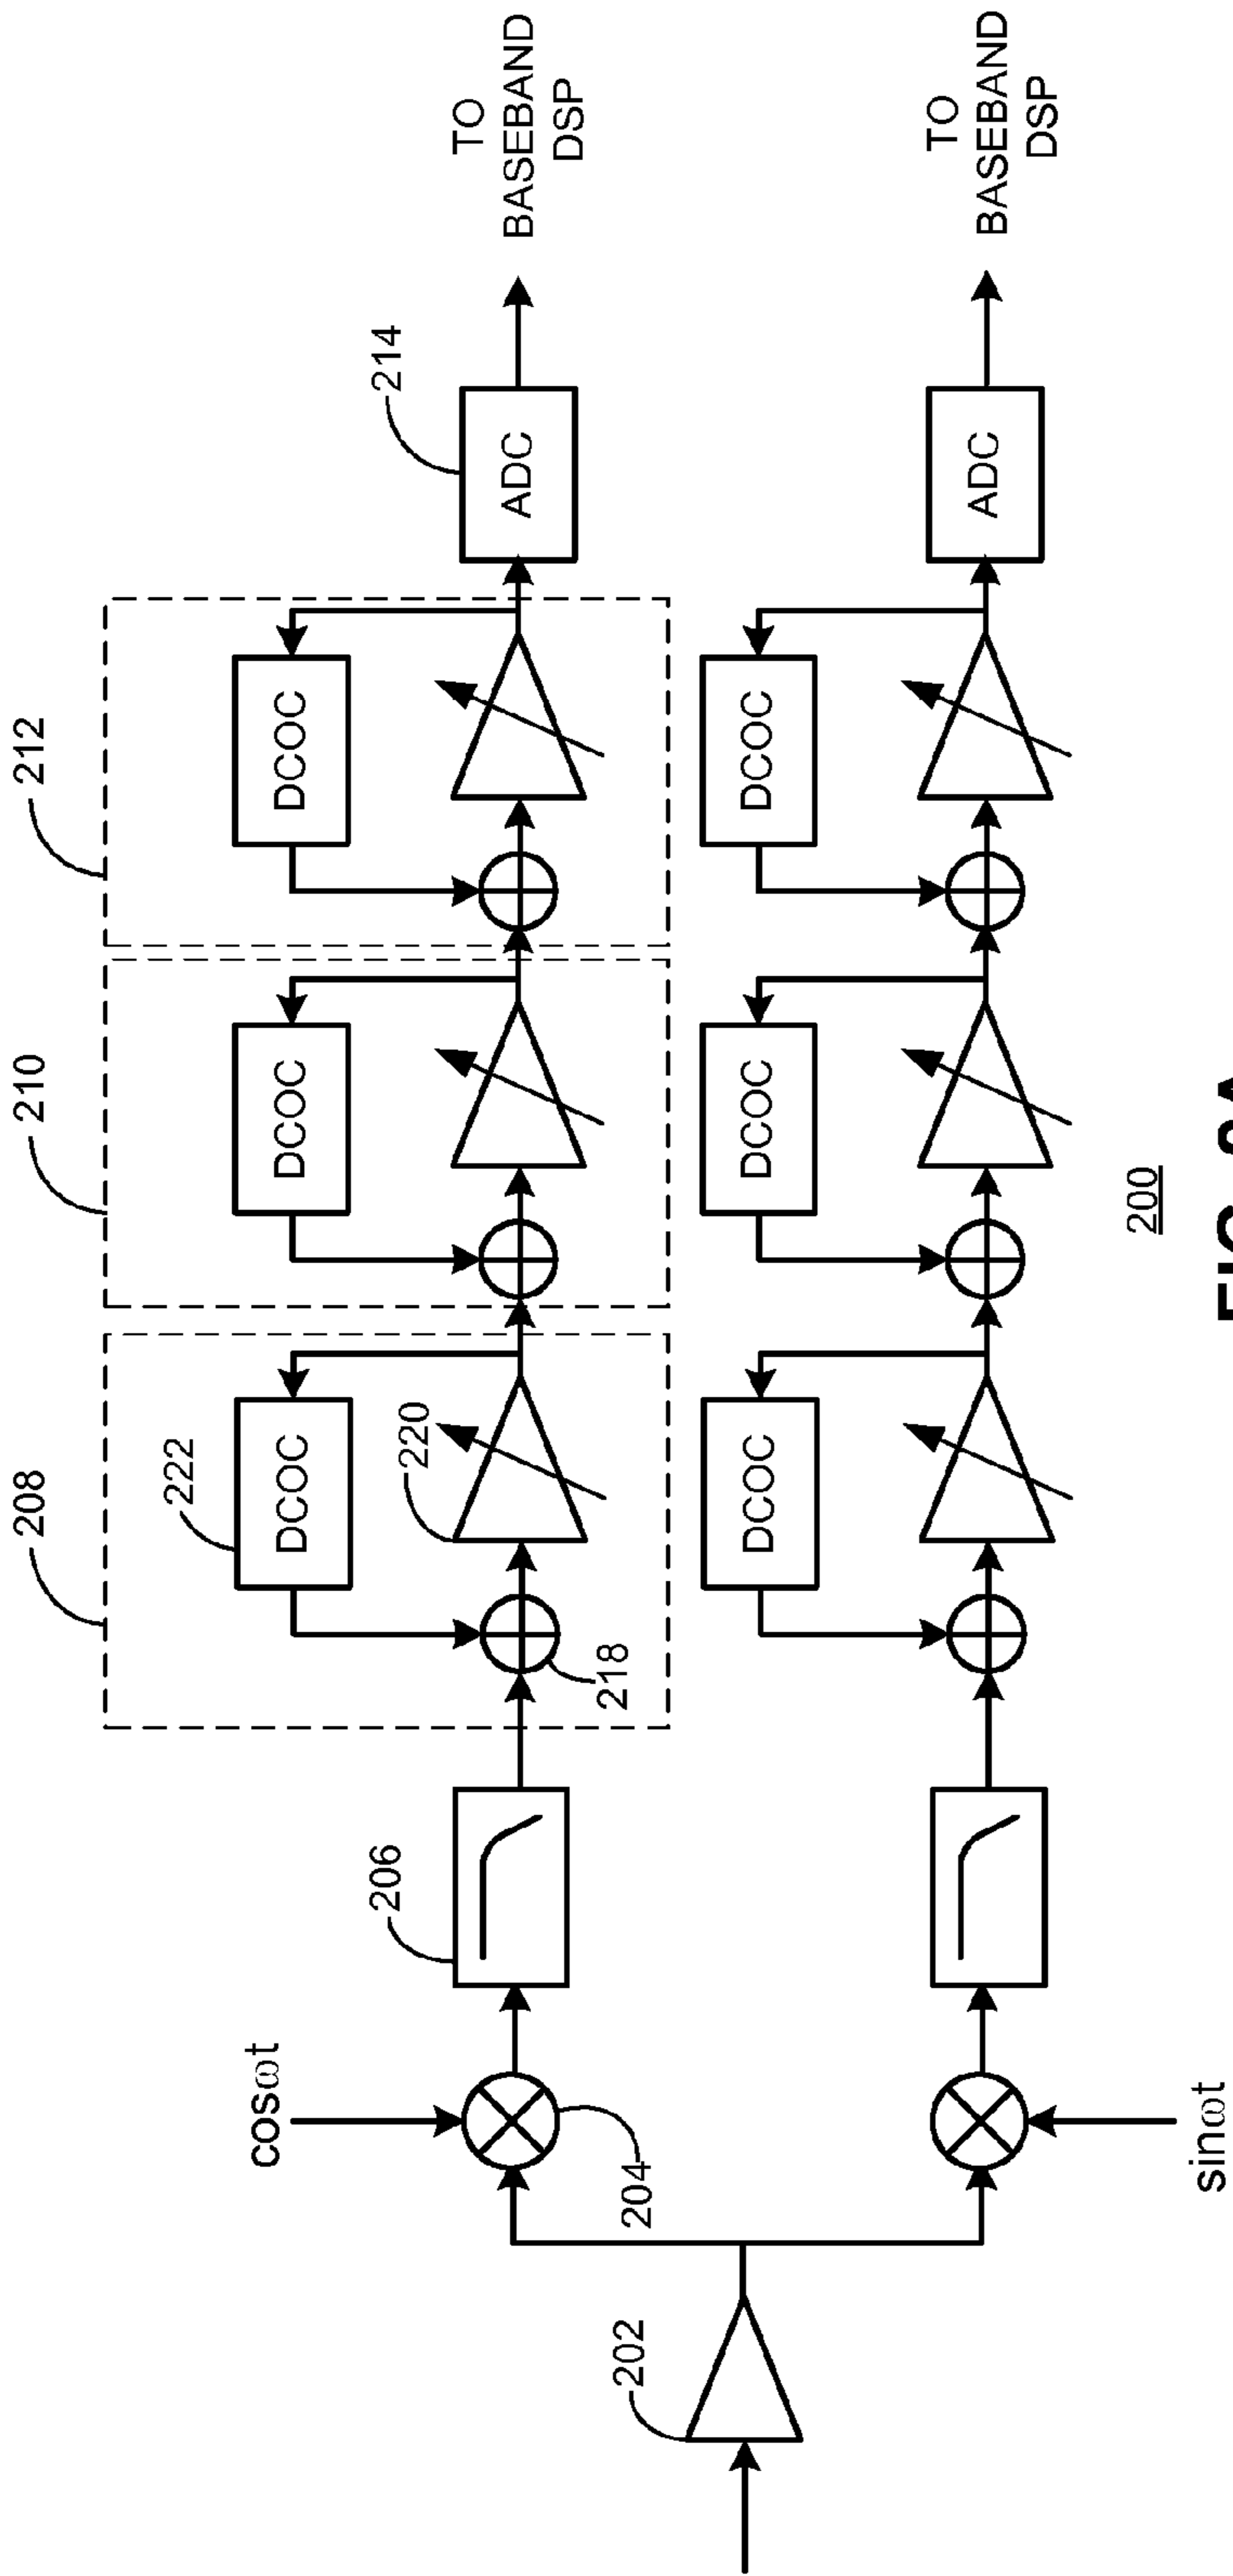 208
210
212
222
DCOC
DCOC
DCOC
cosωt
206
220
214
TO
BASEBAND
DSP
ADC
204
218
202
DCOC
DCOC
DCOC
TO
BASEBAND
DSP
ADC
sinωt
200
FIG.